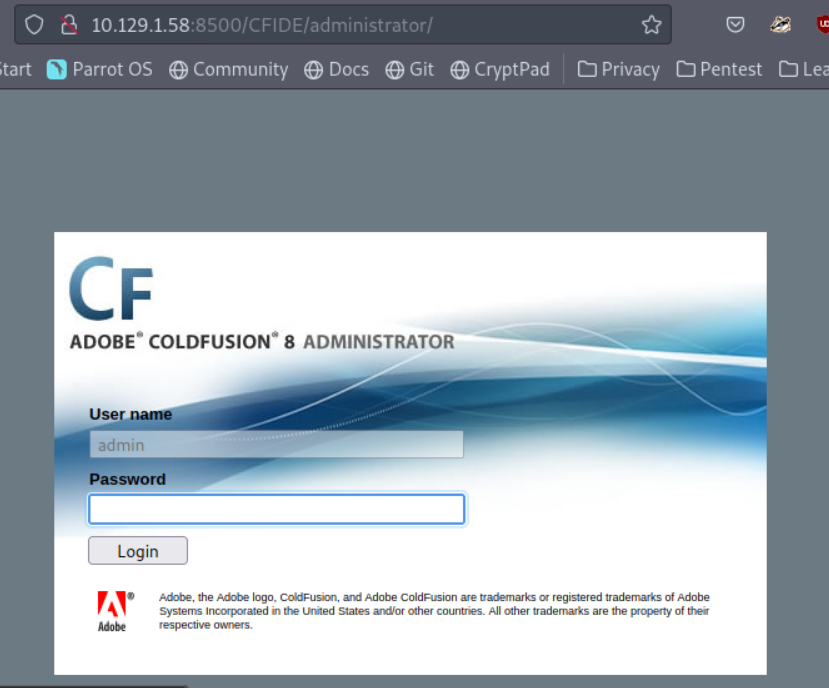 10.129.1.58:8500/CFIDE/administrator/
Parrot OS Community Docs Git CryptPad Privacy Pentest
CF
ADOBE® COLDFUSION® 8 ADMINISTRATOR
User name
admin
Password
Login
Adobe, the Adobe logo, ColdFusion, and Adobe ColdFusion are trademarks or registered trademarks of Adobe
Systems Incorporated in the United States and/or other countries. All other trademarks are the property of their
respective owners.
®
Adobe